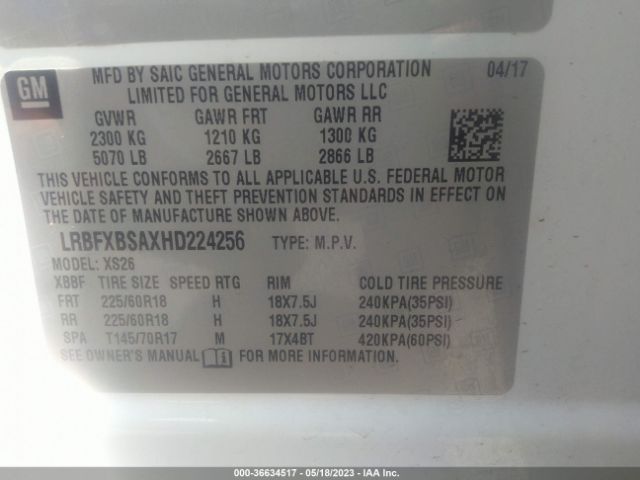 GM
MFD BY SAIC GENERAL MOTORS CORPORATION 04/17
LIMITED FOR GENERAL MOTORS LLC
GVWR GAWR FRT GAWR RR
2300 KG 1210 KG 1300 KG
5070 LB 2667 LB 2866 LB
THIS VEHICLE CONFORMS TO ALL APPLICABLE U.S. FEDERAL MOTOR
VEHICLE SAFETY AND THEFT PREVENTION STANDARDS IN EFFECT ON
THE DATE OF MANUFACTURE SHOWN ABOVE.
LRBFXBSAXHD224256 TYPE: M.P.V.
MODEL: XS26
XBBF TIRE SIZE SPEED RTG RIM COLD TIRE PRESSURE
FRT 225/60R18 H 18X7.5J 240KPA(35PSI)
RR 225/60R18 H 18X7.5J 240KPA(35PSI)
SPA T145/70R17 M 17X4BT 420KPA(60PSI)
SEE OWNER'S MANUAL FOR MORE INFORMATION.
000-36634517 - 05/18/2023 - IAA Inc.